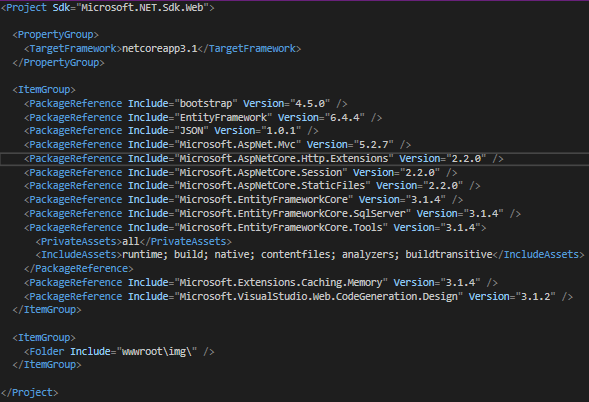 <Project Sdk="Microsoft.NET.Sdk.Web">
<PropertyGroup>
<TargetFramework>netcoreapp3.1</TargetFramework>
</PropertyGroup>
<ItemGroup>
<PackageReference Include="bootstrap" Version="4.5.0" />
<PackageReference Include="EntityFramework" Version="6.4.4" />
<PackageReference Include="JSON" Version="1.0.1" />
<PackageReference Include="Microsoft.AspNet.Mvc" Version="5.2.7" />
<PackageReference Include="Microsoft.AspNetCore.Http.Extensions" Version="2.2.0" />
<PackageReference Include="Microsoft.AspNetCore.Session" Version="2.2.0" />
<PackageReference Include="Microsoft.AspNetCore.StaticFiles" Version="2.2.0" />
<PackageReference Include="Microsoft.EntityFrameworkCore" Version="3.1.4" />
<PackageReference Include="Microsoft.EntityFrameworkCore.SqlServer" Version="3.1.4" />
<PackageReference Include="Microsoft.EntityFrameworkCore.Tools" Version="3.1.4">
<PrivateAssets>all</PrivateAssets>
<IncludeAssets>runtime; build; native; contentfiles; analyzers; buildtransitive</IncludeAssets>
</PackageReference>
<PackageReference Include="Microsoft.Extensions.Caching.Memory" Version="3.1.4" />
<PackageReference Include="Microsoft.VisualStudio.Web.CodeGeneration.Design" Version="3.1.2" />
</ItemGroup>
<ItemGroup>
<Folder Include="wwwroot\img\" />
</ItemGroup>
</Project>